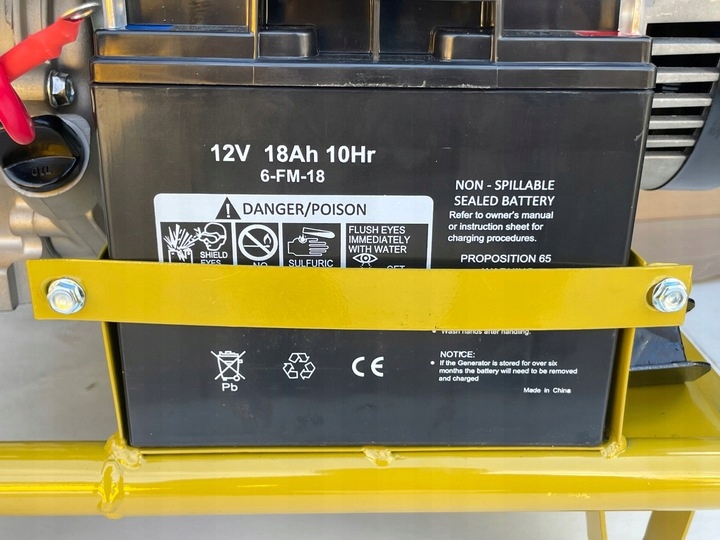 OIL
12V 18Ah 10Hr
6-FM-18
DANGER/POISON
SHIELD
EYES
NO
SULFURIC
FLUSH EYES
IMMEDIATELY
WITH WATER
GET
NON - SPILLABLE
SEALED BATTERY
Refer to owner's manual
or instruction sheet for
charging procedures.
PROPOSITION 65
WARNING
• Wash hands after handling.
NOTICE:
• If the Generator is stored for over six
months the battery will need to be removed
and charged
Made in China
Pb
CE